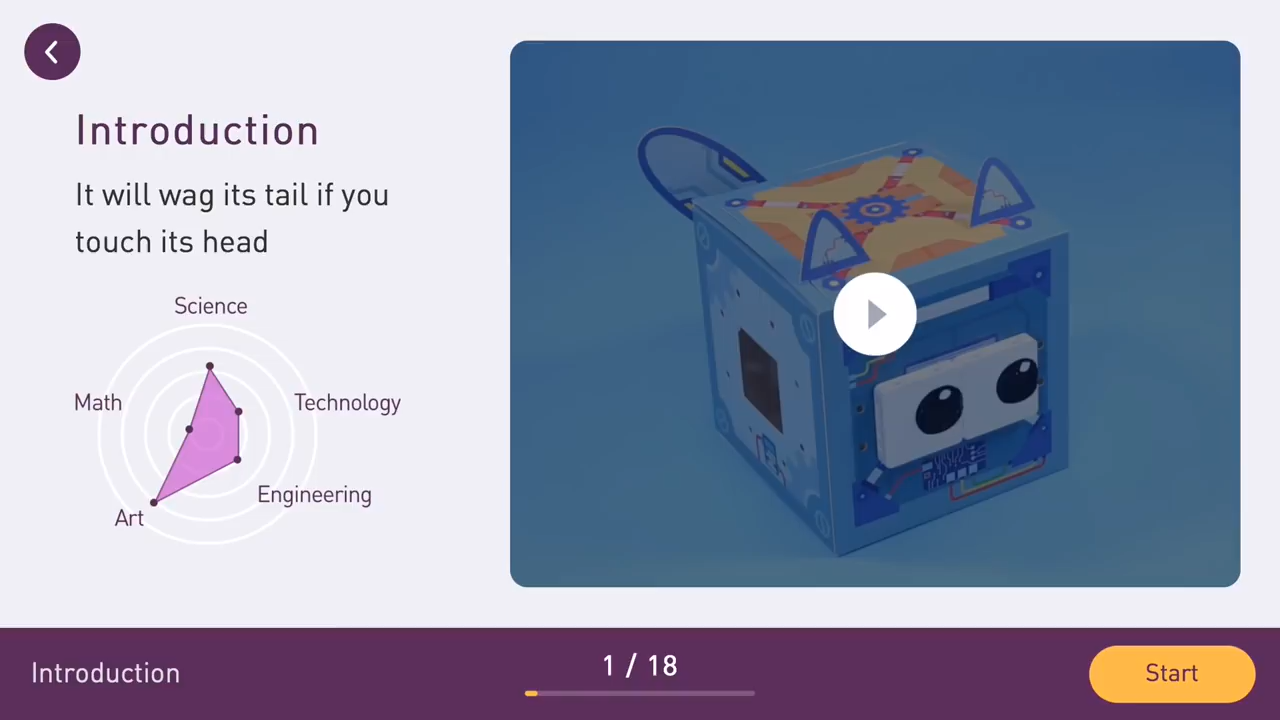 Introduction
It will wag its tail if you
touch its head
Science
Math
Technology
Engineering
Art
Introduction
1 / 18
Start